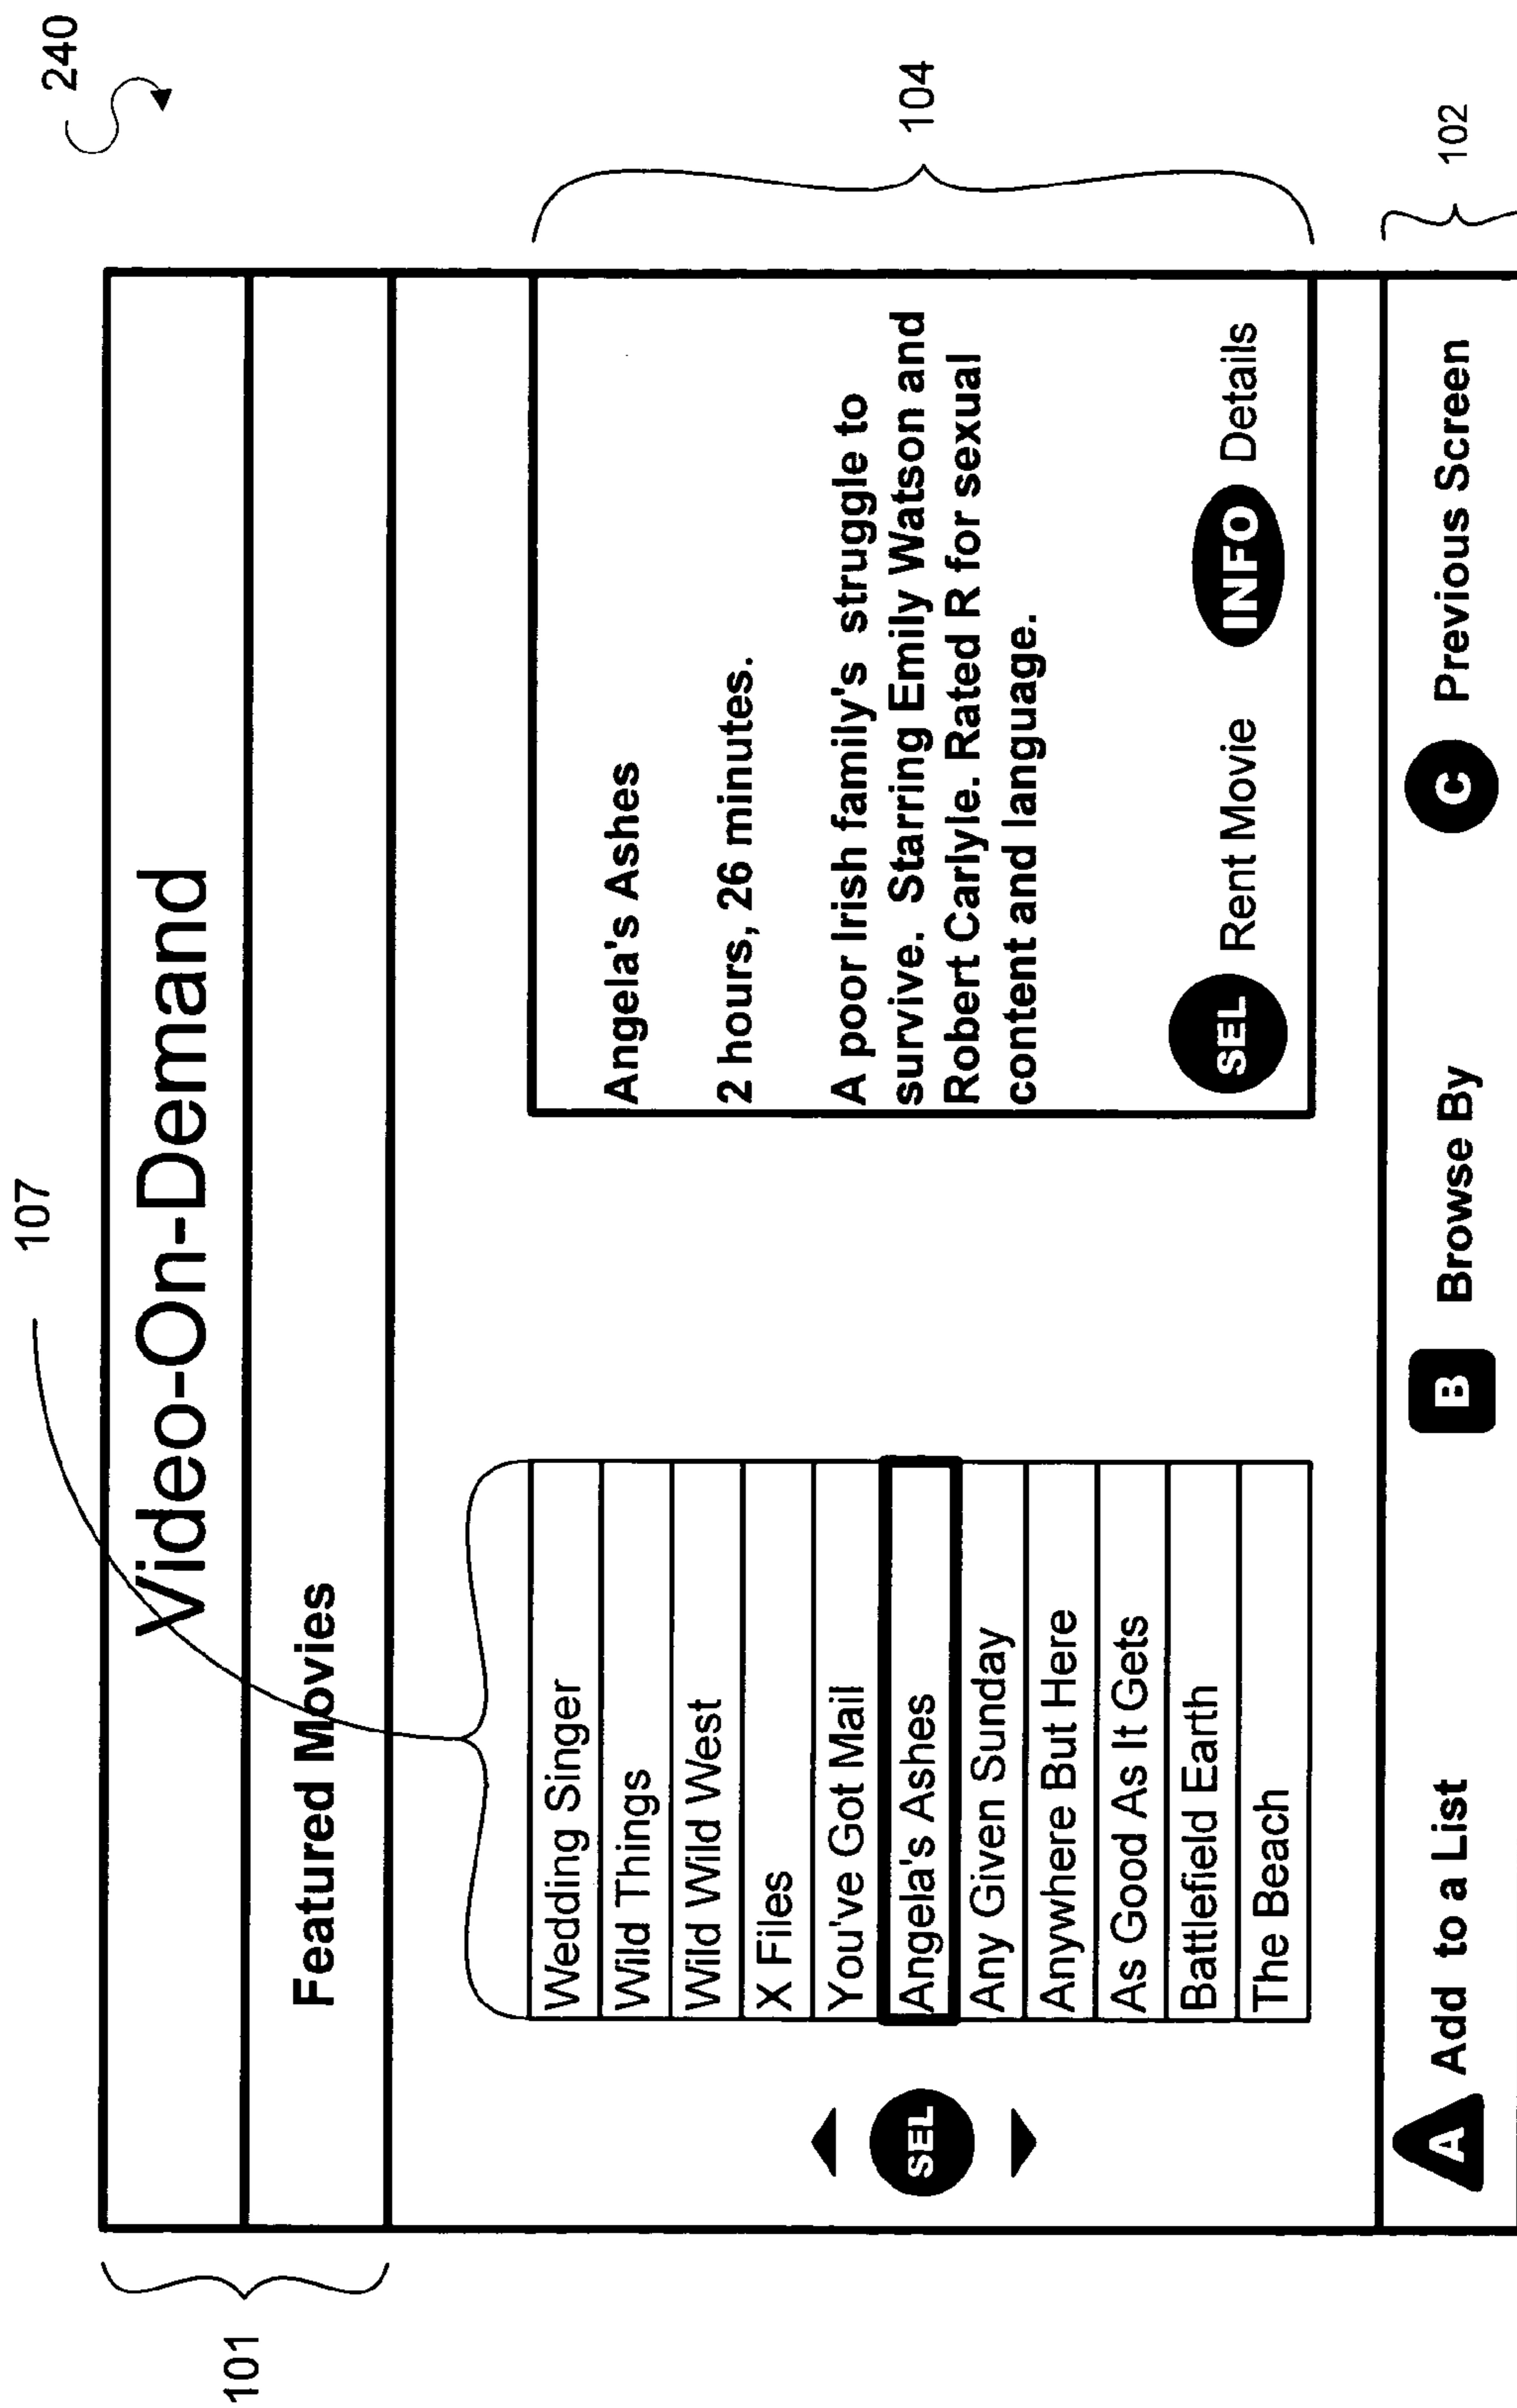 240
107
101
Video-On-Demand
Featured Movies
Wedding Singer
Wild Things
Wild Wild West
X Files
You've Got Mail
Angela's Ashes
Any Given Sunday
Anywhere But Here
As Good As It Gets
Battlefield Earth
The Beach
SEL
104
Angela's Ashes
2 hours, 26 minutes.
A poor Irish family's struggle to
survive. Starring Emily Watson and
Robert Carlyle. Rated R for sexual
content and language.
SEL Rent Movie INFO Details
102
A Add to a List B Browse By C Previous Screen